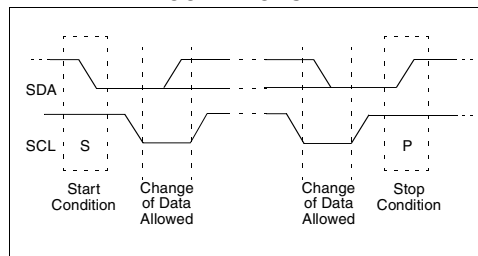 SDA
SCL S P
Start Change Change Stop
Condition of Data of Data Condition
Allowed Allowed